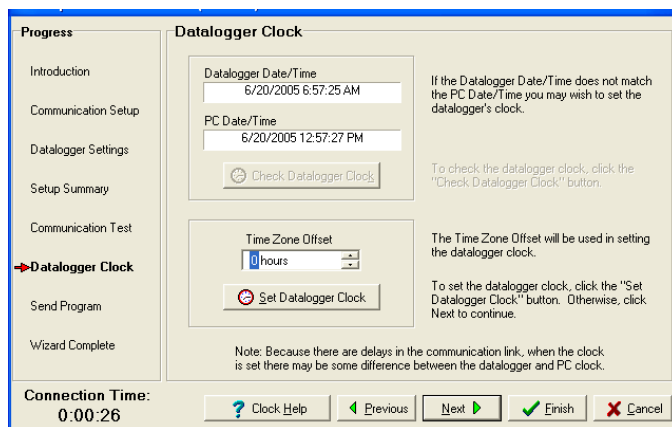 Progress
Introduction
Communication Setup
Datalogger Settings
Setup Summary
Communication Test
Datalogger Clock
Send Program
Wizard Complete
Connection Time:
0:00:26
Datalogger Clock
Datalogger Date/Time
6/20/2005 6:57:25 AM
PC Date/Time
6/20/2005 12:57:27 PM
Check Datalogger Clock
If the Datalogger Date/Time does not match
the PC Date/Time you may wish to set the
datalogger's clock.
To check the datalogger clock, click the
"Check Datalogger Clock" button.
Time Zone Offset
0 hours
Set Datalogger Clock
The Time Zone Offset will be used in setting
the datalogger clock.
To set the datalogger clock, click the "Set
Datalogger Clock" button. Otherwise, click
Next to continue.
Note: Because there are delays in the communication link, when the clock
is set there may be some difference between the datalogger and PC clock.
? Clock Help
Previous
Next
Finish
Cancel